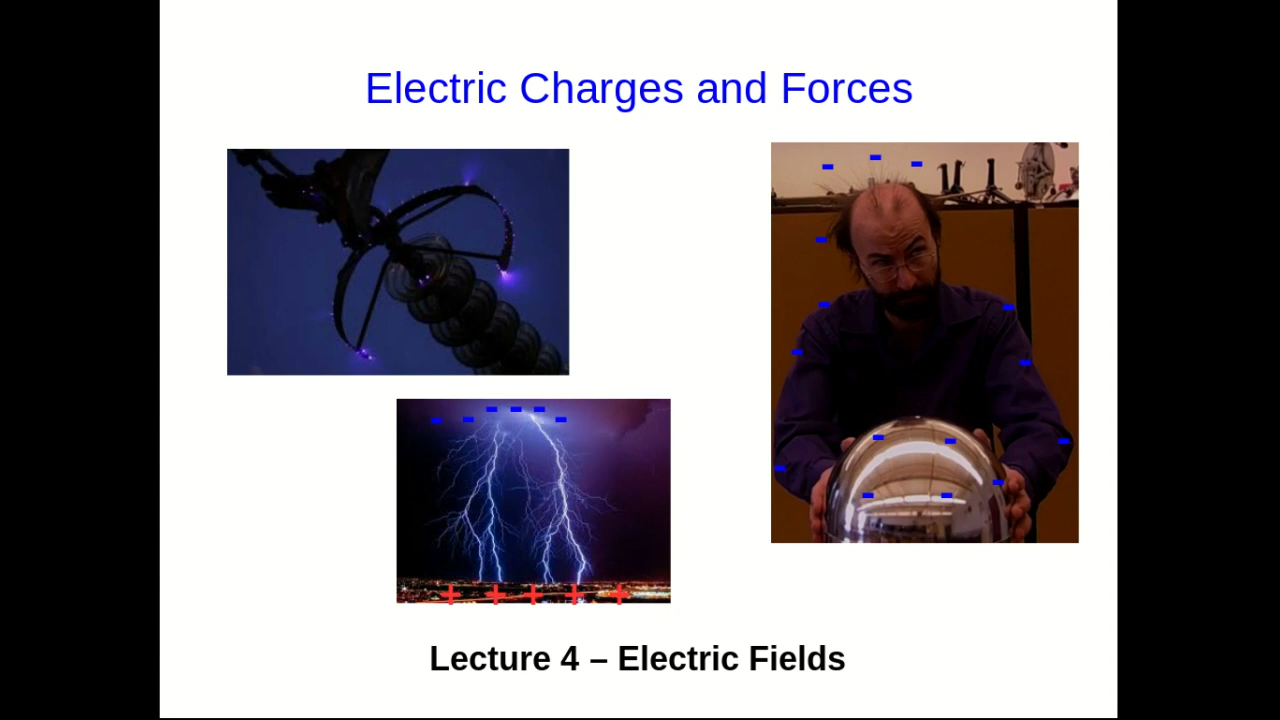 Electric Charges and Forces
- - -
-
- -
- -
- - - - - -
- - -
- - -
- -
+ + + + +
Lecture 4 – Electric Fields